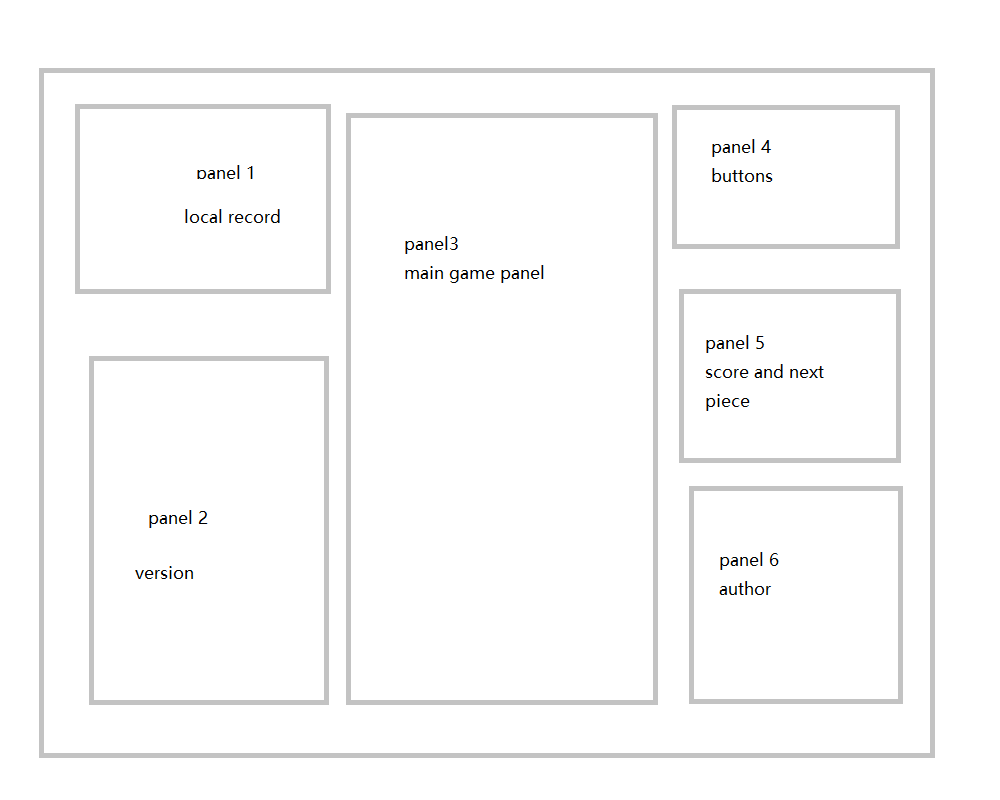 panel 1
local record
panel 2
version
panel3
main game panel
panel 4
buttons
panel 5
score and next
piece
panel 6
author